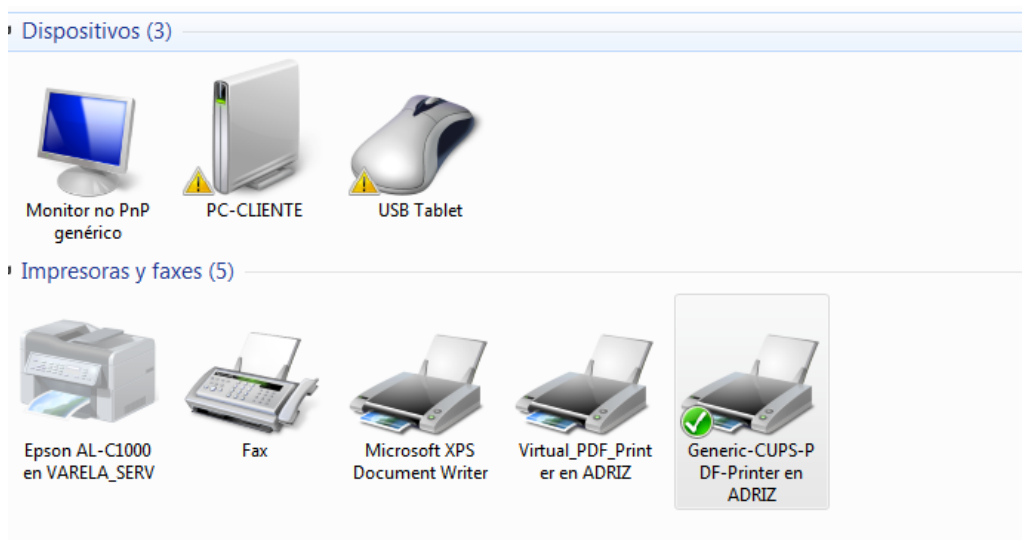 Dispositivos (3)
Monitor no PnP
genérico
PC-CLIENTE
USB Tablet
Impresoras y faxes (5)
Epson AL-C1000
en VARELA_SERV
Fax
Microsoft XPS
Document Writer
Virtual_PDF_Print
er en ADRIZ
Generic-CUPS-P
DF-Printer en
ADRIZ